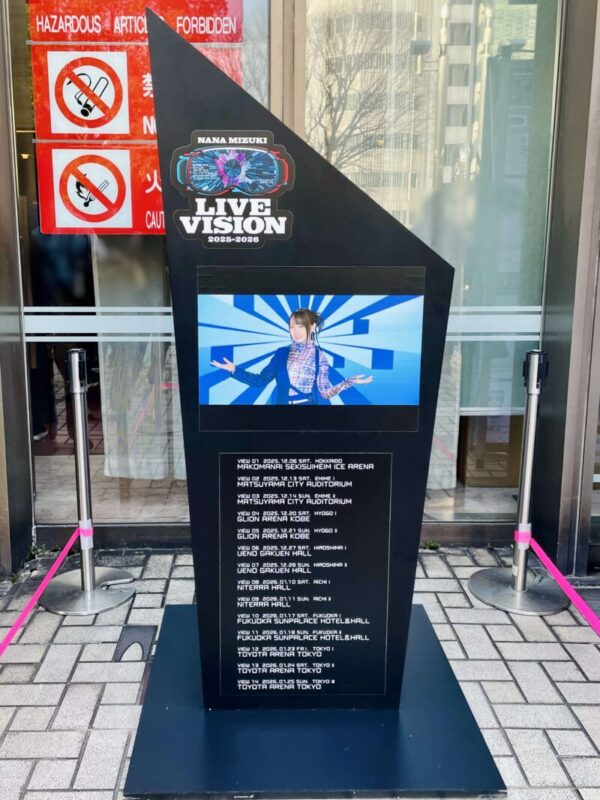 HAZARDOUS ARTICLES FORBIDDEN
禁
火
CAUT
NANA MIZUKI
LIVE
VISION
2025-2026
VIEW 01 2025.12.06 SAT. HOKKAIDO
MAKOMANAI SEKISUIHEIM ICE ARENA
VIEW 02 2025.12.13 SAT. EHIME I
MATSUYAMA CITY AUDITORIUM
VIEW 03 2025.12.14 SUN. EHIME II
MATSUYAMA CITY AUDITORIUM
VIEW 04 2025.12.20 SAT. HYOGO I
GLION ARENA KOBE
VIEW 05 2025.12.21 SUN. HYOGO II
GLION ARENA KOBE
VIEW 06 2025.12.27 SAT. HIROSHIMA I
UENO GAKUEN HALL
VIEW 07 2025.12.28 SUN. HIROSHIMA II
UENO GAKUEN HALL
VIEW 08 2026.01.10 SAT. AICHI I
NITERRA HALL
VIEW 09 2026.01.11 SUN. AICHI II
NITERRA HALL
VIEW 10 2026.01.17 SAT. FUKUOKA I
FUKUOKA SUNPALACE HOTEL&HALL
VIEW 11 2026.01.18 SUN. FUKUOKA II
FUKUOKA SUNPALACE HOTEL&HALL
VIEW 12 2026.01.23 FRI. TOKYO I
TOYOTA ARENA TOKYO
VIEW 13 2026.01.24 SAT. TOKYO II
TOYOTA ARENA TOKYO
VIEW 14 2026.01.25 SUN. TOKYO III
TOYOTA ARENA TOKYO